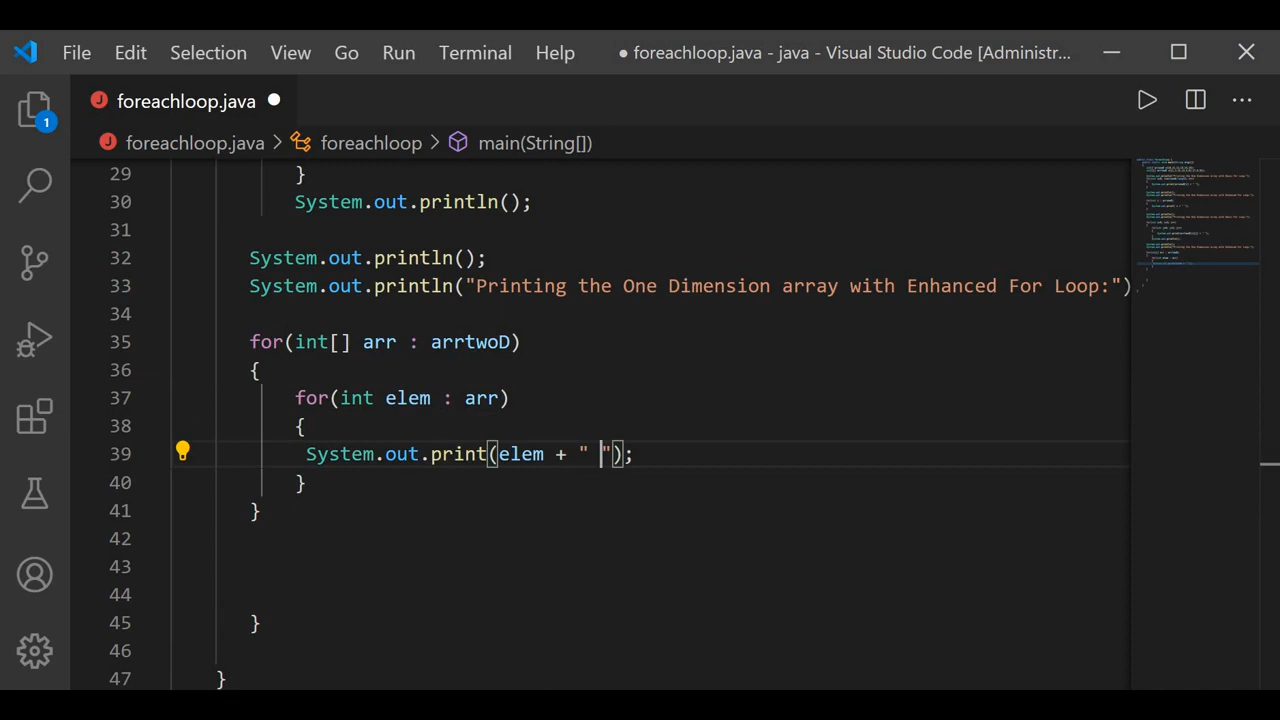 File Edit Selection View Go Run Terminal Help ● foreachloop.java - java - Visual Studio Code [Administr...
J foreachloop.java ●
1
J foreachloop.java > foreachloop > main(String[])
29 }
30 System.out.println();
31
32 System.out.println();
33 System.out.println("Printing the One Dimension array with Enhanced For Loop:")
34
35 for(int[] arr : arrtwoD)
36 {
37 for(int elem : arr)
38 {
39 System.out.print(elem + " ");
40 }
41 }
42
43
44
45 }
46
47 }